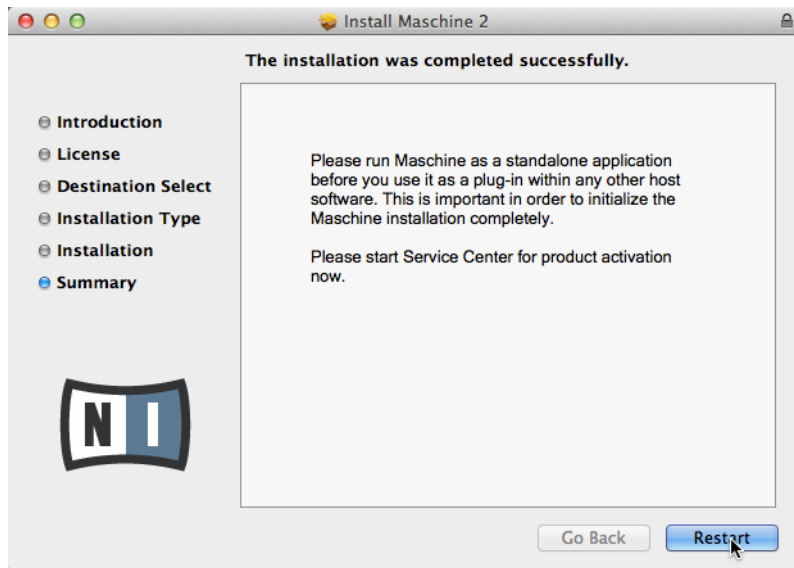 Install Maschine 2
The installation was completed successfully.
Introduction
License
Destination Select
Installation Type
Installation
Summary
Please run Maschine as a standalone application
before you use it as a plug-in within any other host
software. This is important in order to initialize the
Maschine installation completely.
Please start Service Center for product activation
now.
N I
Go Back
Restart